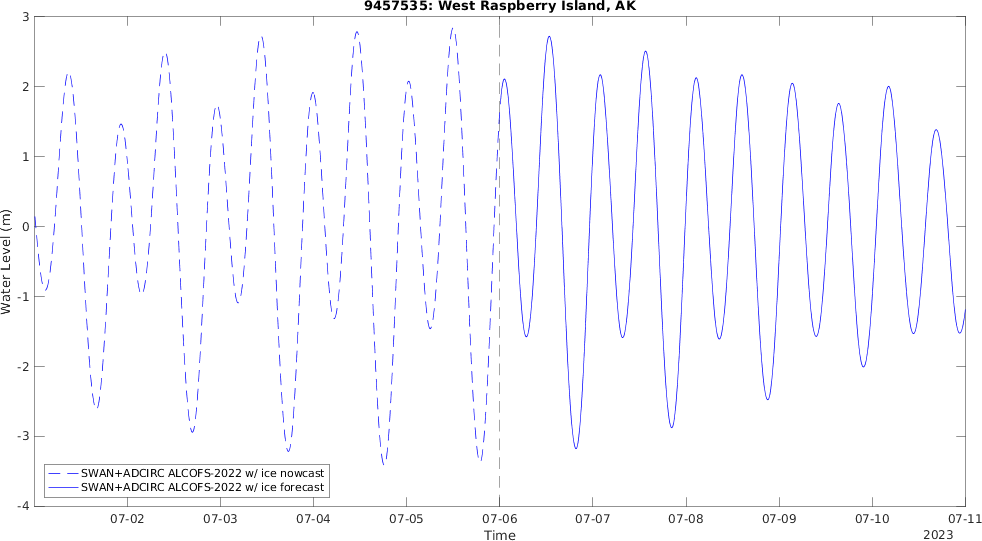 9457535: West Raspberry Island, AK
3
2
1
0
-1
-2
-3
-4
Water Level (m)
SWAN+ADCIRC ALCOFS-2022 w/ ice nowcast
SWAN+ADCIRC ALCOFS-2022 w/ ice forecast
07-02 07-03 07-04 07-05 07-06 07-07 07-08 07-09 07-10 07-11
Time
2023